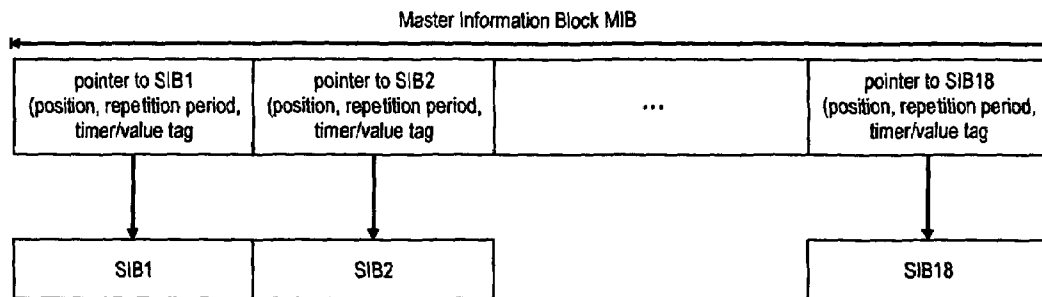 Master Information Block MIB
pointer to SIB1
(position, repetition period,
timer/value tag
pointer to SIB2
(position, repetition period,
timer/value tag
...
pointer to SIB18
(position, repetition period,
timer/value tag
SIB1
SIB2
SIB18